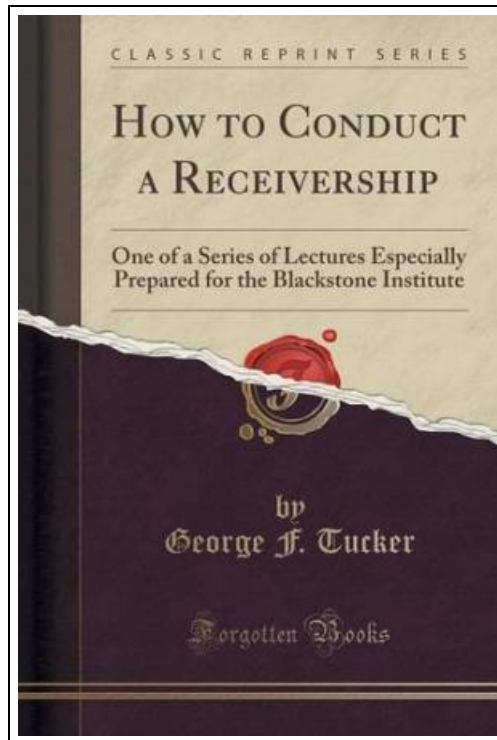 CLASSIC REPRINT SERIES
HOW TO CONDUCT
A RECEIVERSHIP
One of a Series of Lectures Especially
Prepared for the Blackstone Institute
by
George F. Tucker
Forgotten Books